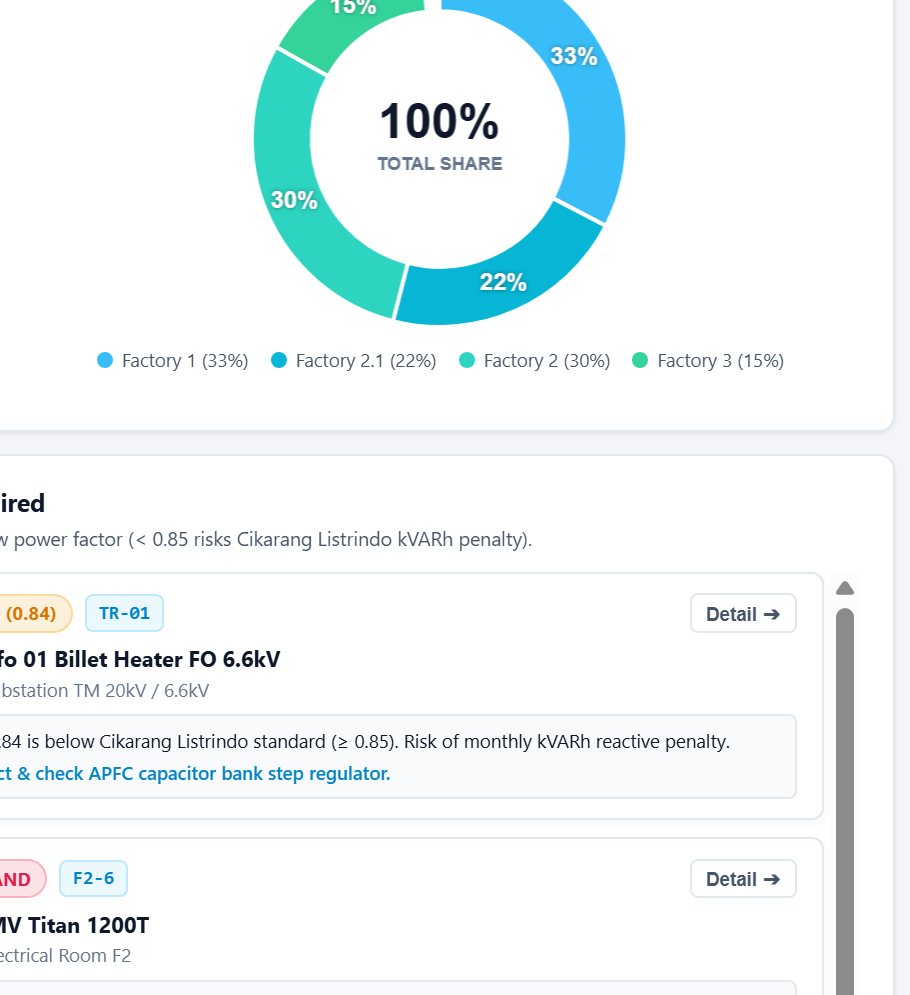 15%
33%
100%
TOTAL SHARE
30%
22%
Factory 1 (33%) Factory 2.1 (22%) Factory 2 (30%) Factory 3 (15%)
ired
w power factor (< 0.85 risks Cikarang Listrindo kVARh penalty).
(0.84) TR-01 Detail ➔
fo 01 Billet Heater FO 6.6kV
bstation TM 20kV / 6.6kV
.84 is below Cikarang Listrindo standard (≥ 0.85). Risk of monthly kVARh reactive penalty.
ct & check APFC capacitor bank step regulator.
AND F2-6 Detail ➔
MV Titan 1200T
ectrical Room F2